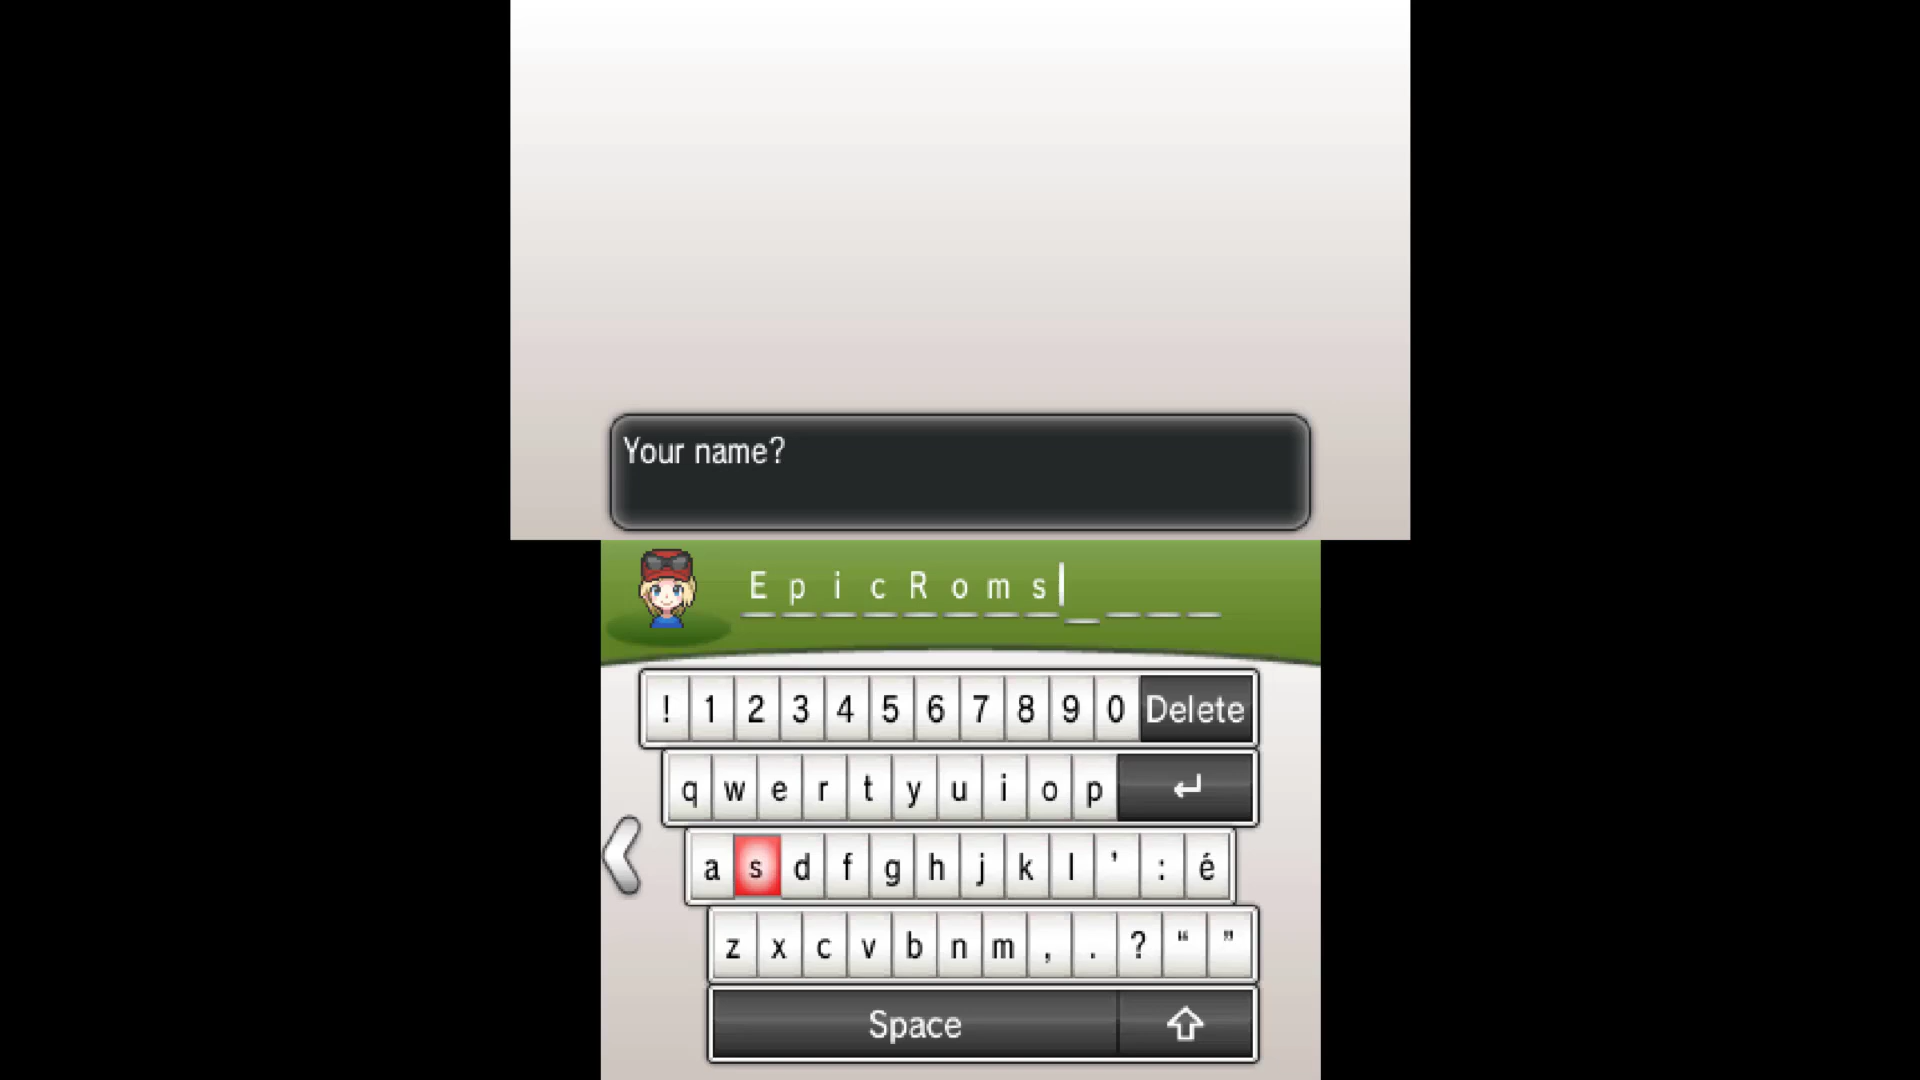 Your name?
EpicRoms
! 1 2 3 4 5 6 7 8 9 0 Delete
q w e r t y u i o p
a s d f g h j k l ' : é
z x c v b n m , . ? “ ”
Space